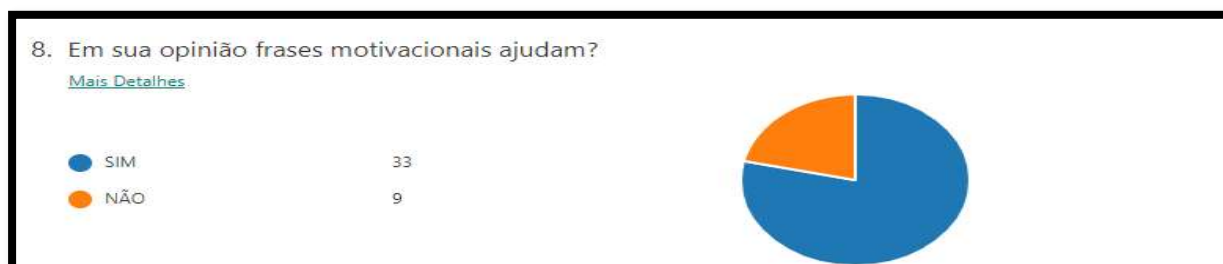 8. Em sua opinião frases motivacionais ajudam?
Mais Detalhes
SIM 33
NÃO 9